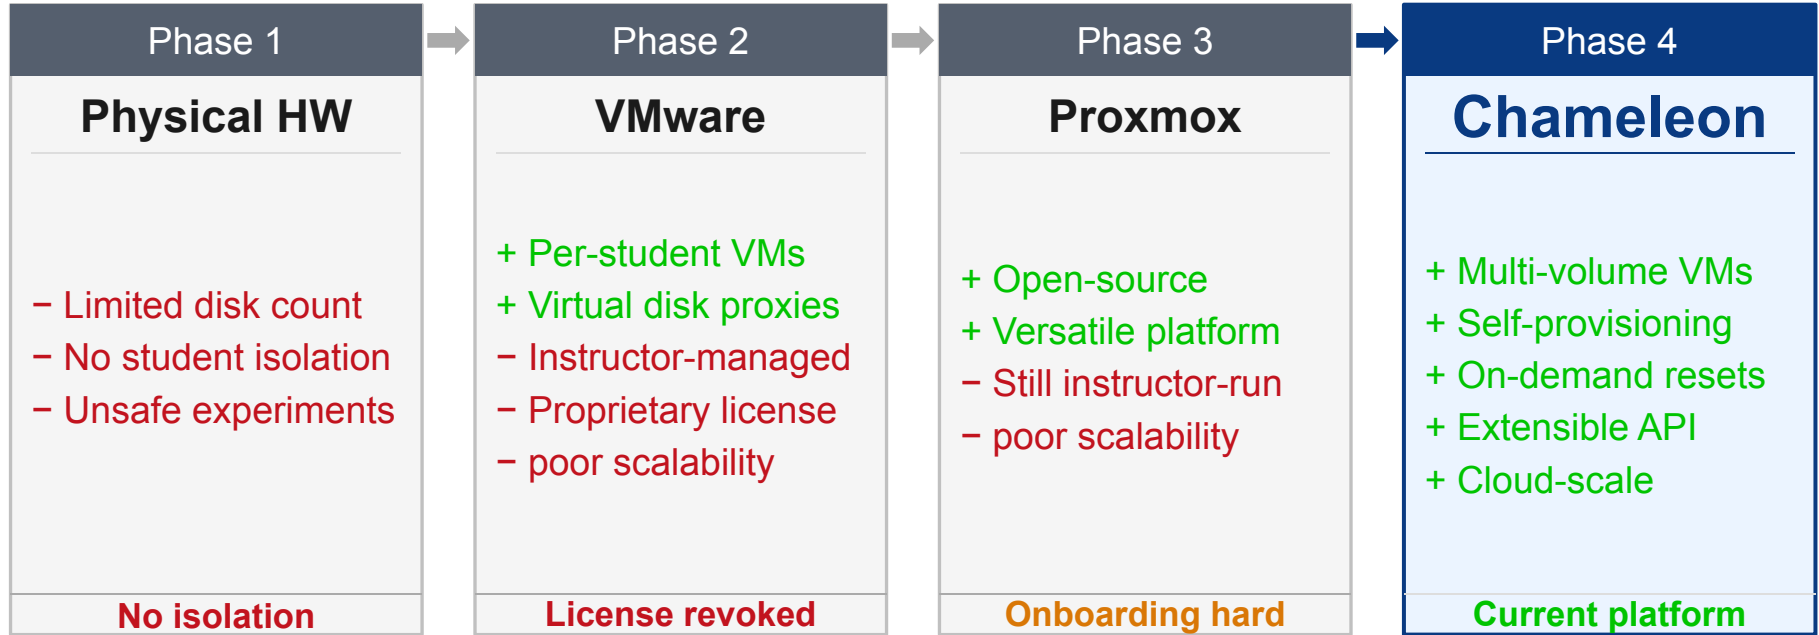 Phase 1
Physical HW
− Limited disk count
− No student isolation
− Unsafe experiments
No isolation
Phase 2
VMware
+ Per-student VMs
+ Virtual disk proxies
− Instructor-managed
− Proprietary license
− poor scalability
License revoked
Phase 3
Proxmox
+ Open-source
+ Versatile platform
− Still instructor-run
− poor scalability
Onboarding hard
Phase 4
Chameleon
+ Multi-volume VMs
+ Self-provisioning
+ On-demand resets
+ Extensible API
+ Cloud-scale
Current platform